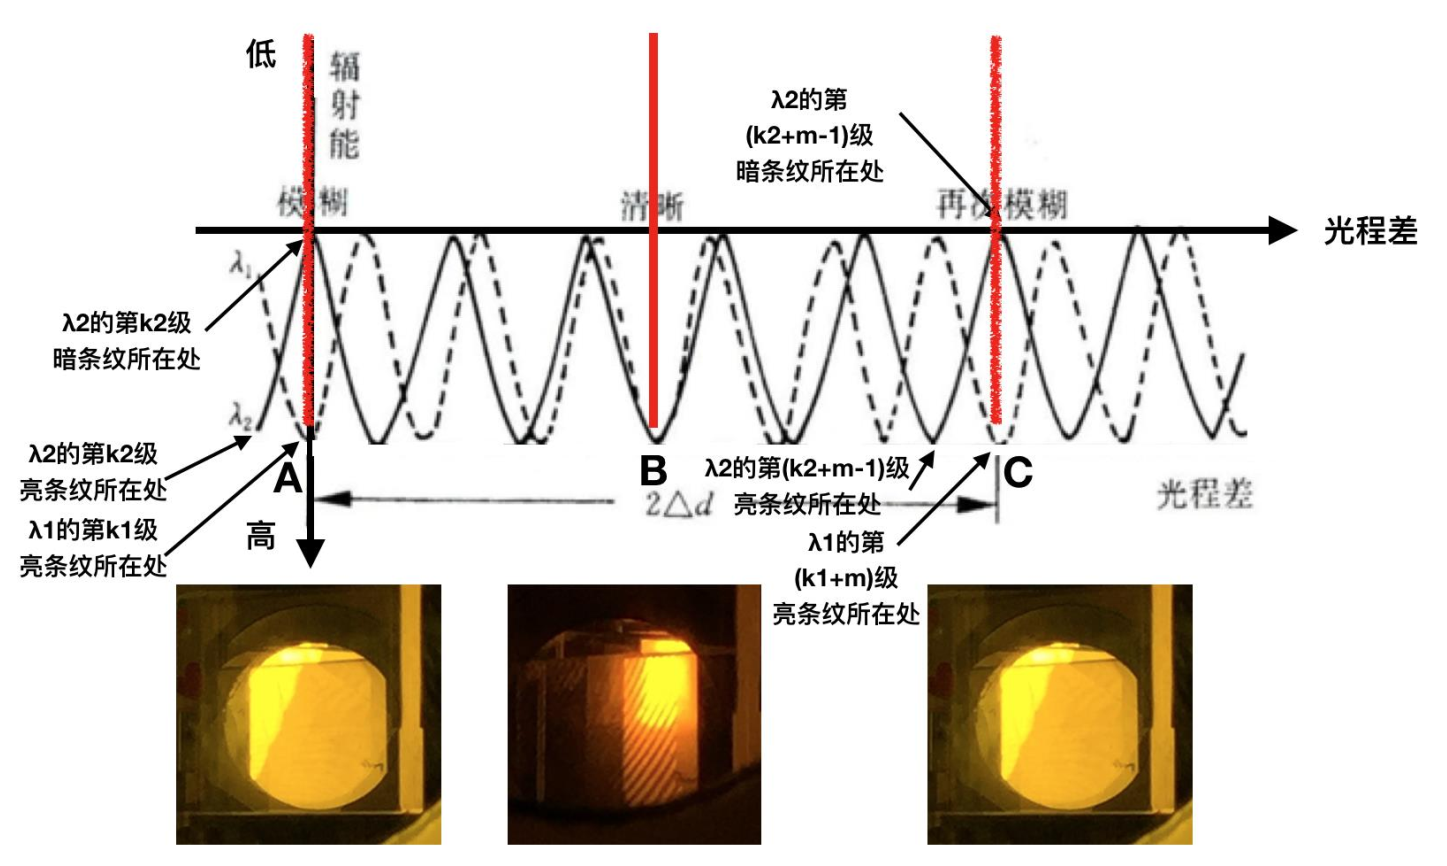 低
辐
射
能
λ2的第
(k2+m-1)级
暗条纹所在处
模糊
清晰
再次模糊
光程差
λ₁
λ2的第k2级
暗条纹所在处
λ₂
λ2的第k2级
亮条纹所在处
λ1的第k1级
亮条纹所在处
A
高
B
C
2△d
λ2的第(k2+m-1)级
亮条纹所在处
光程差
λ1的第
(k1+m)级
亮条纹所在处